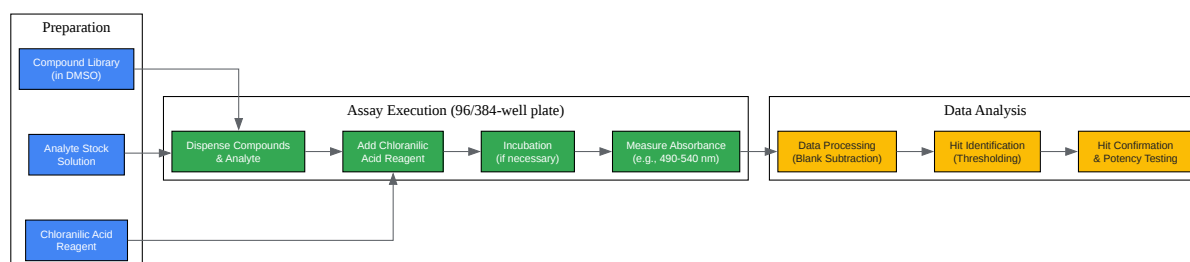 Preparation
Compound Library
(in DMSO)
Analyte Stock
Solution
Chloranilic Acid
Reagent
Assay Execution (96/384-well plate)
Dispense Compounds
& Analyte
Add Chloranilic
Acid Reagent
Incubation
(if necessary)
Measure Absorbance
(e.g., 490-540 nm)
Data Analysis
Data Processing
(Blank Subtraction)
Hit Identification
(Thresholding)
Hit Confirmation
& Potency Testing